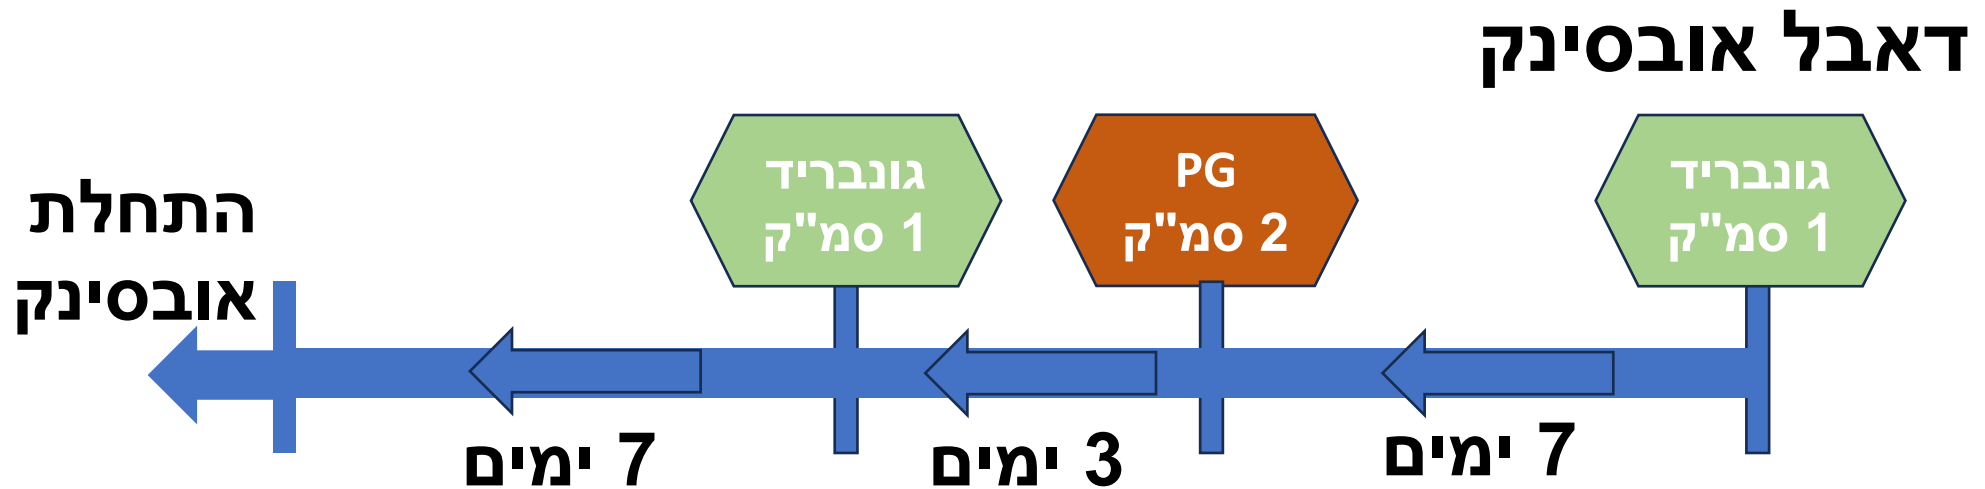 דאבל אובסינק
גונבריד
1 סמ"ק
PG
2 סמ"ק
גונבריד
1 סמ"ק
התחלת
אובסינק
7 ימים
3 ימים
7 ימים